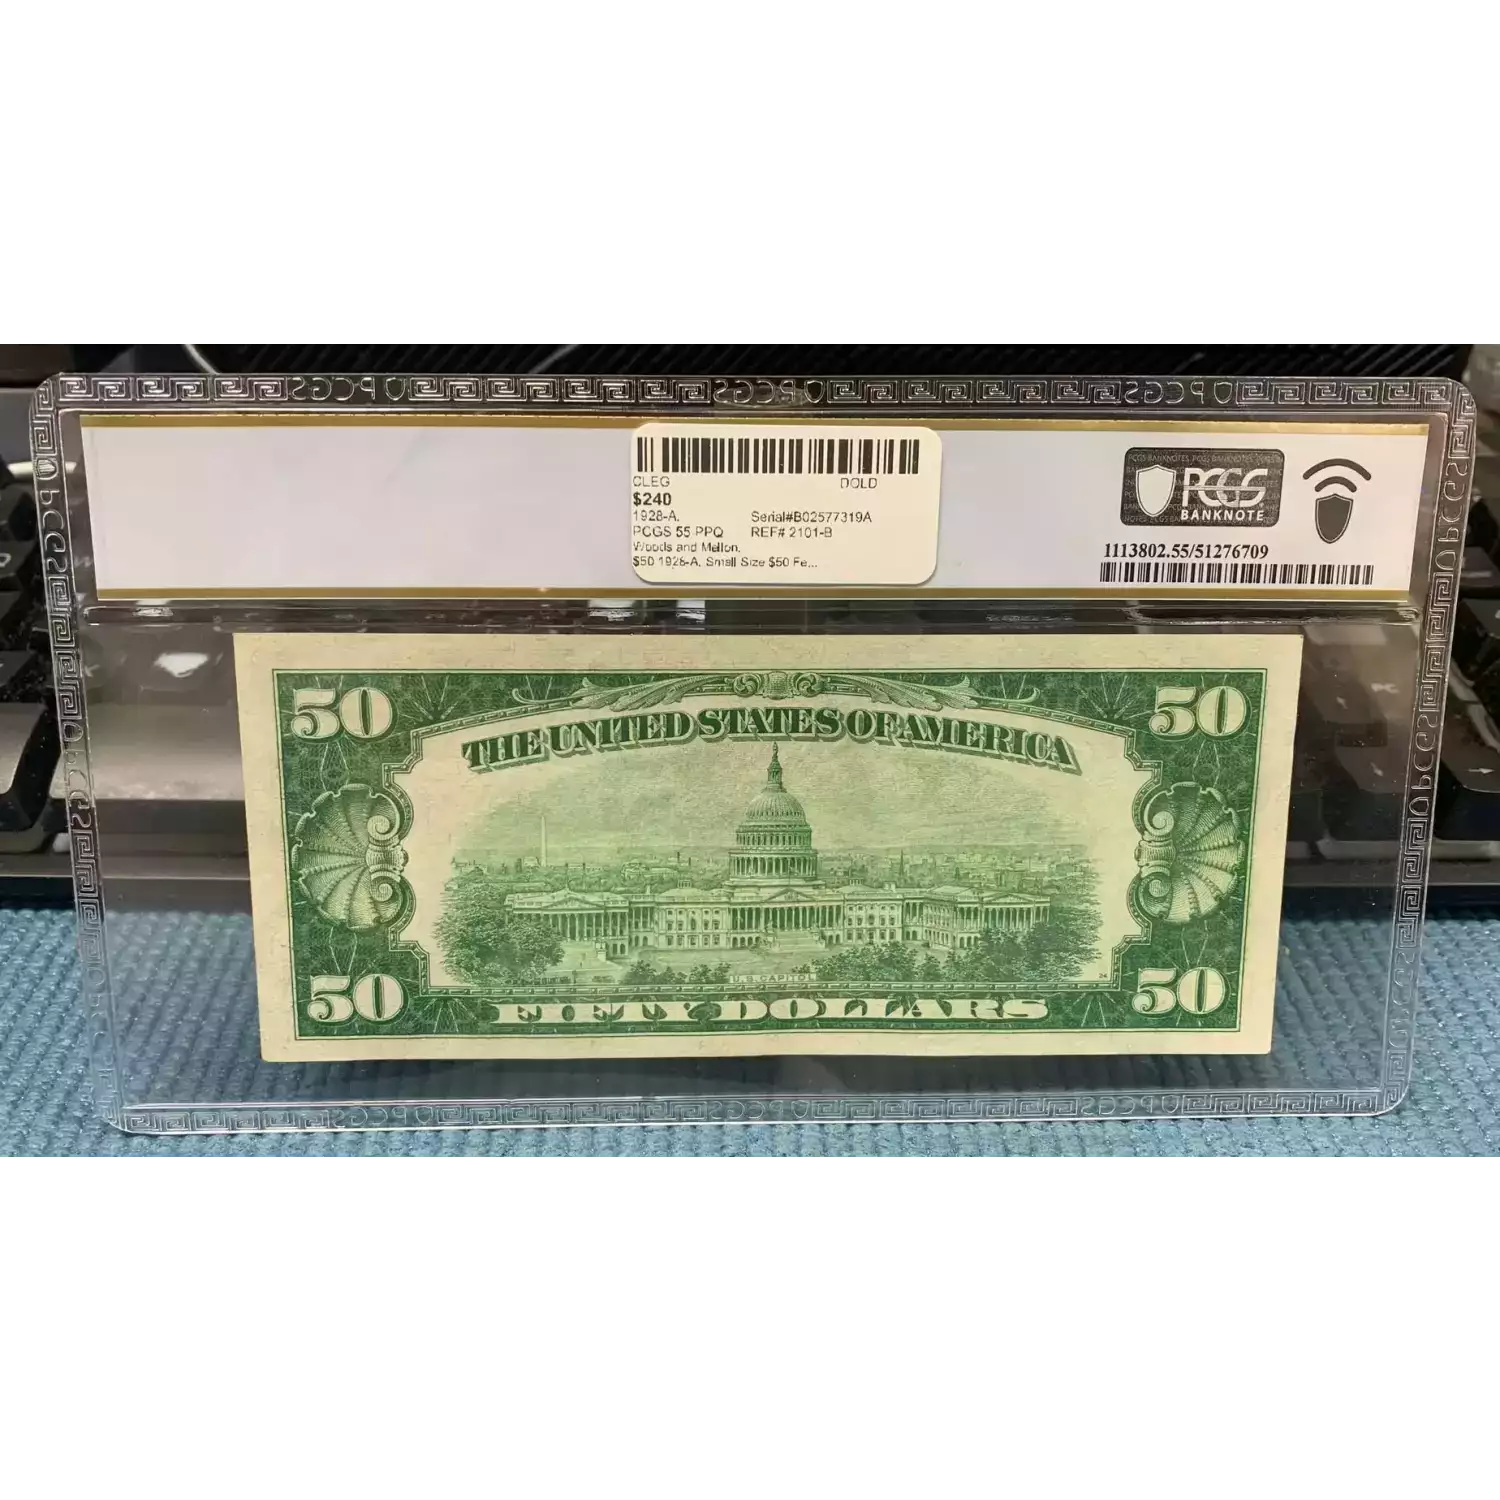 CLEG DOLD
$240
1928-A. Serial#B02577319A
PCGS 55 PPQ REF# 2101-B
Woods and Mellon.
$50 1928-A. Small Size $50 Fe...
PCGS
BANKNOTE
1113802.55/51276709
50 50
THE UNITED STATES OF AMERICA
U.S. CAPITOL
50 50
FIFTY DOLLARS